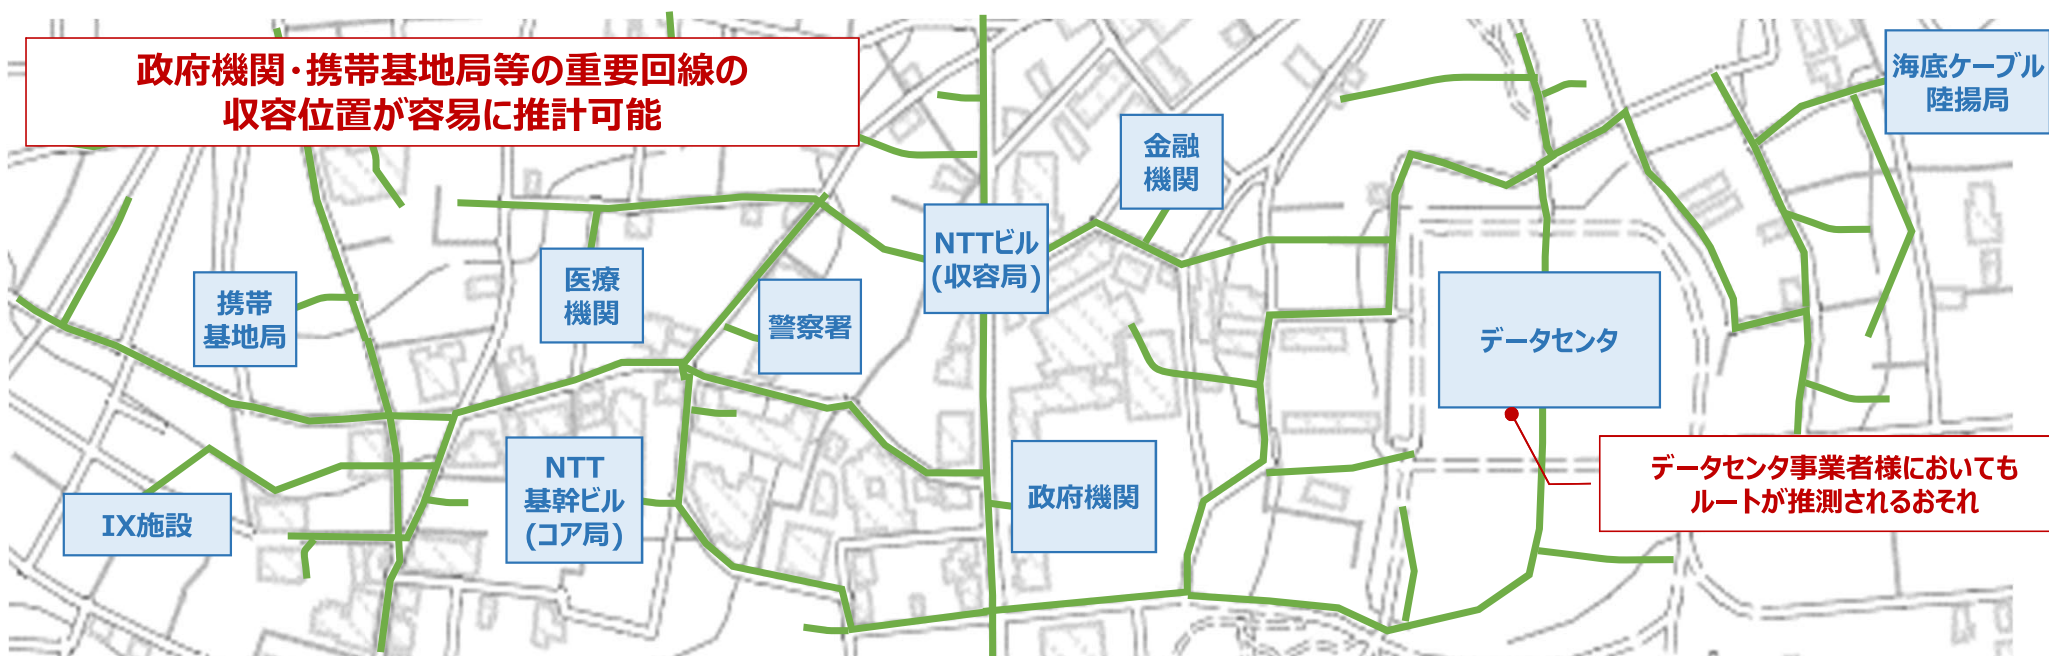 政府機関・携帯基地局等の重要回線の
収容位置が容易に推計可能
海底ケーブル
陸揚局
金融
機関
NTTビル
(収容局)
医療
機関
携帯
基地局
警察署
データセンタ
NTT
基幹ビル
(コア局)
政府機関
IX施設
データセンタ事業者様においても
ルートが推測されるおそれ